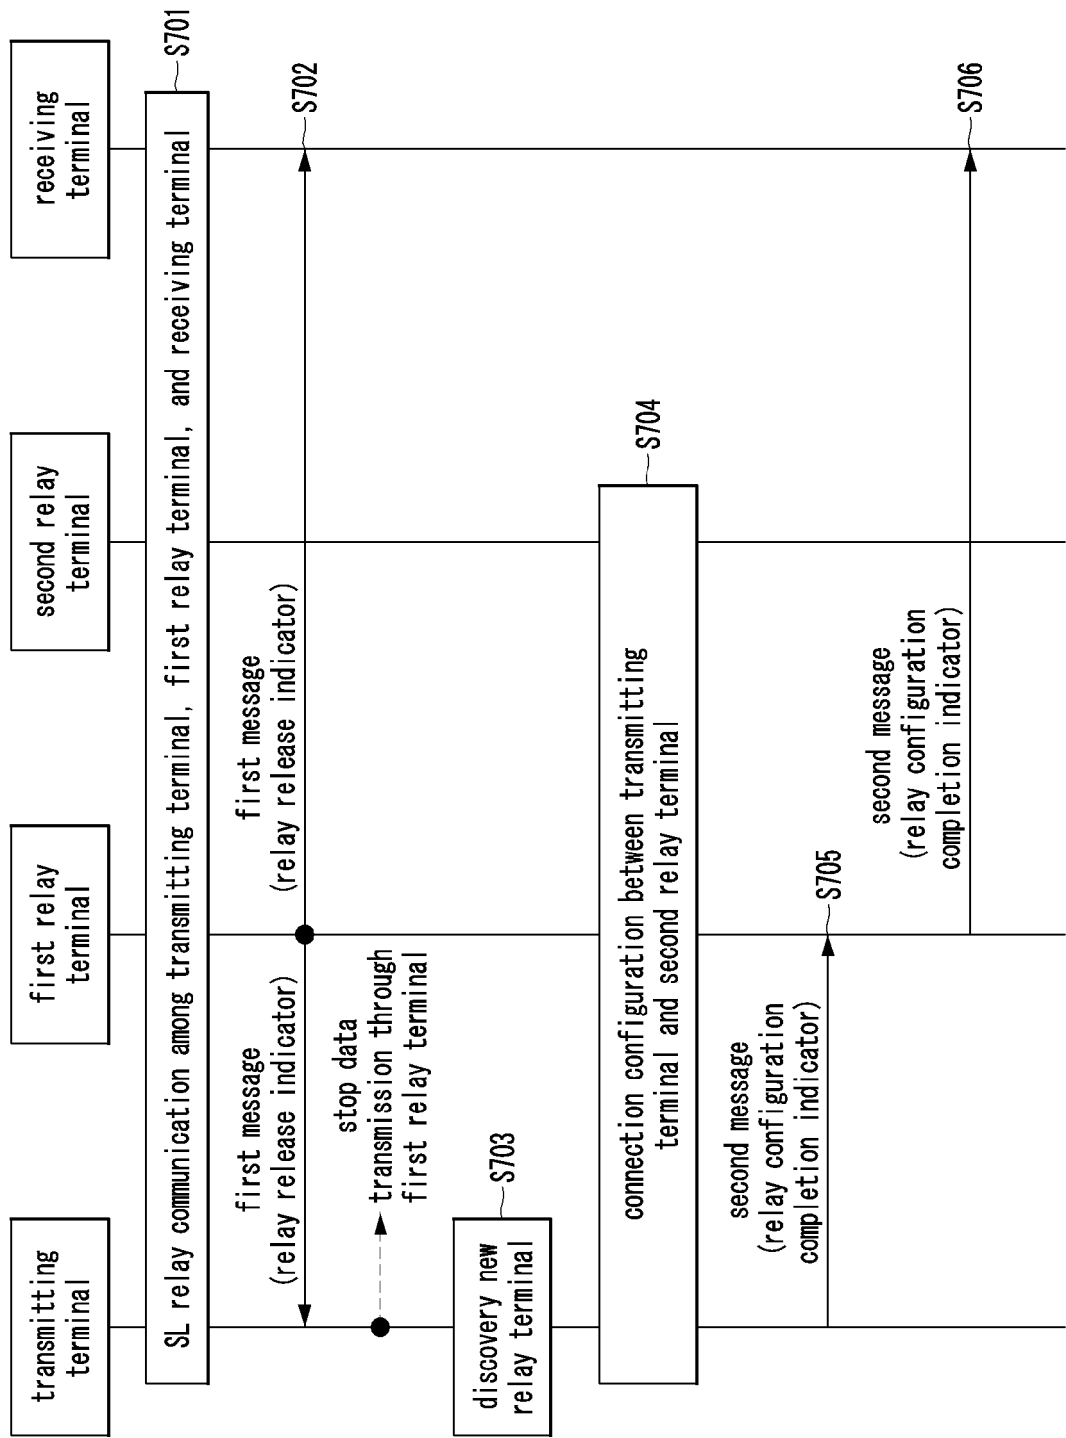 transmitting
terminal
first relay
terminal
second relay
terminal
receiving
terminal
SL relay communication among transmitting terminal, first relay terminal, and receiving terminal
S701
first message
(relay release indicator)
first message
(relay release indicator)
S702
stop data
transmission through
first relay terminal
discovery new
relay terminal
S703
connection configuration between transmitting
terminal and second relay terminal
S704
second message
(relay configuration
completion indicator)
S705
second message
(relay configuration
completion indicator)
S706